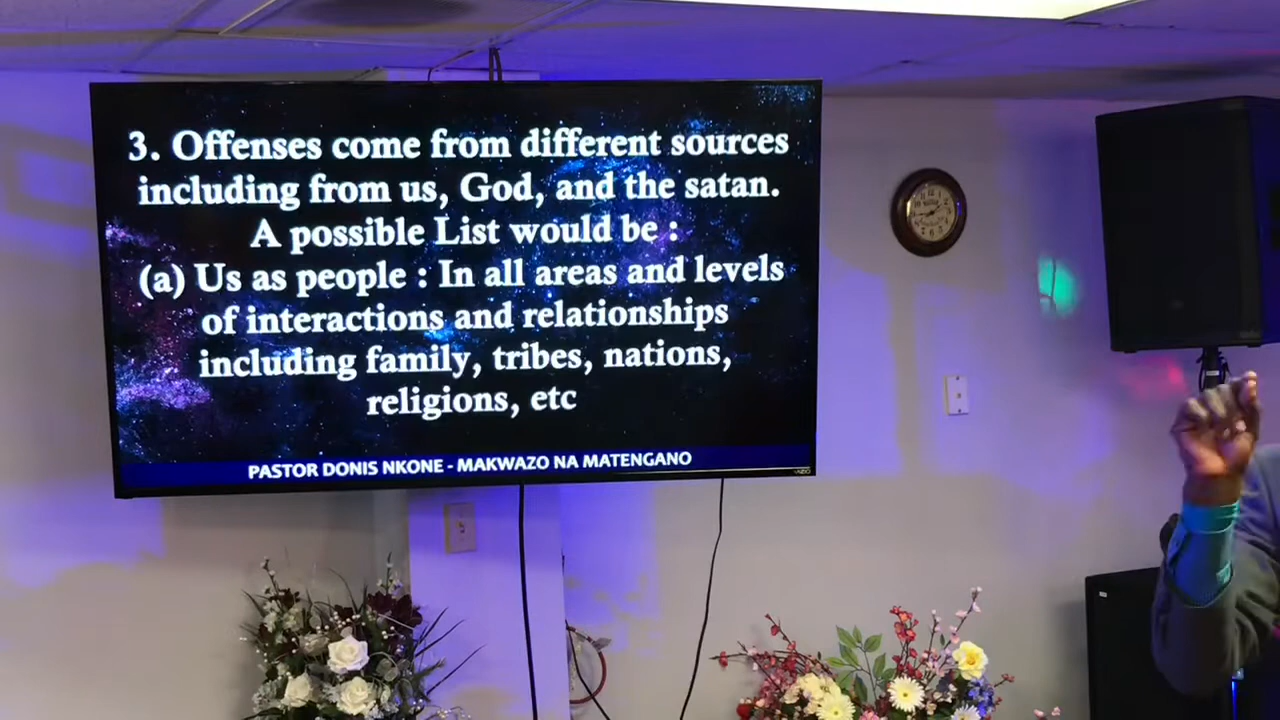 3. Offenses come from different sources
including from us, God, and the satan.
A possible List would be :
(a) Us as people : In all areas and levels
of interactions and relationships
including family, tribes, nations,
religions, etc
PASTOR DONIS NKONE - MAKWAZO NA MATENGANO
VIZIO